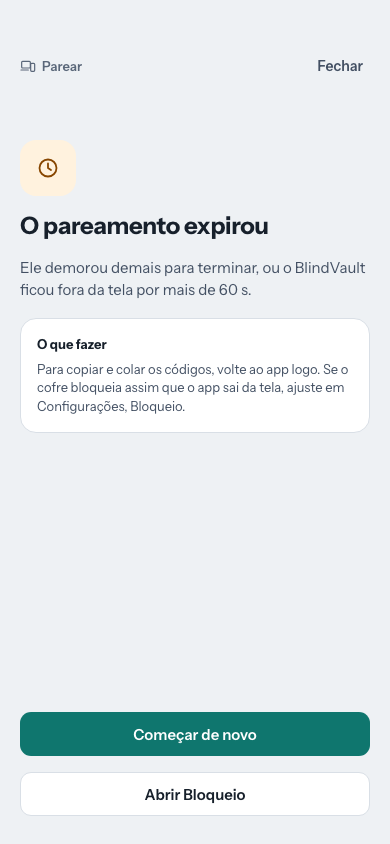 Parear
Fechar
O pareamento expirou
Ele demorou demais para terminar, ou o BlindVault
ficou fora da tela por mais de 60 s.
O que fazer
Para copiar e colar os códigos, volte ao app logo. Se o
cofre bloqueia assim que o app sai da tela, ajuste em
Configurações, Bloqueio.
Começar de novo
Abrir Bloqueio